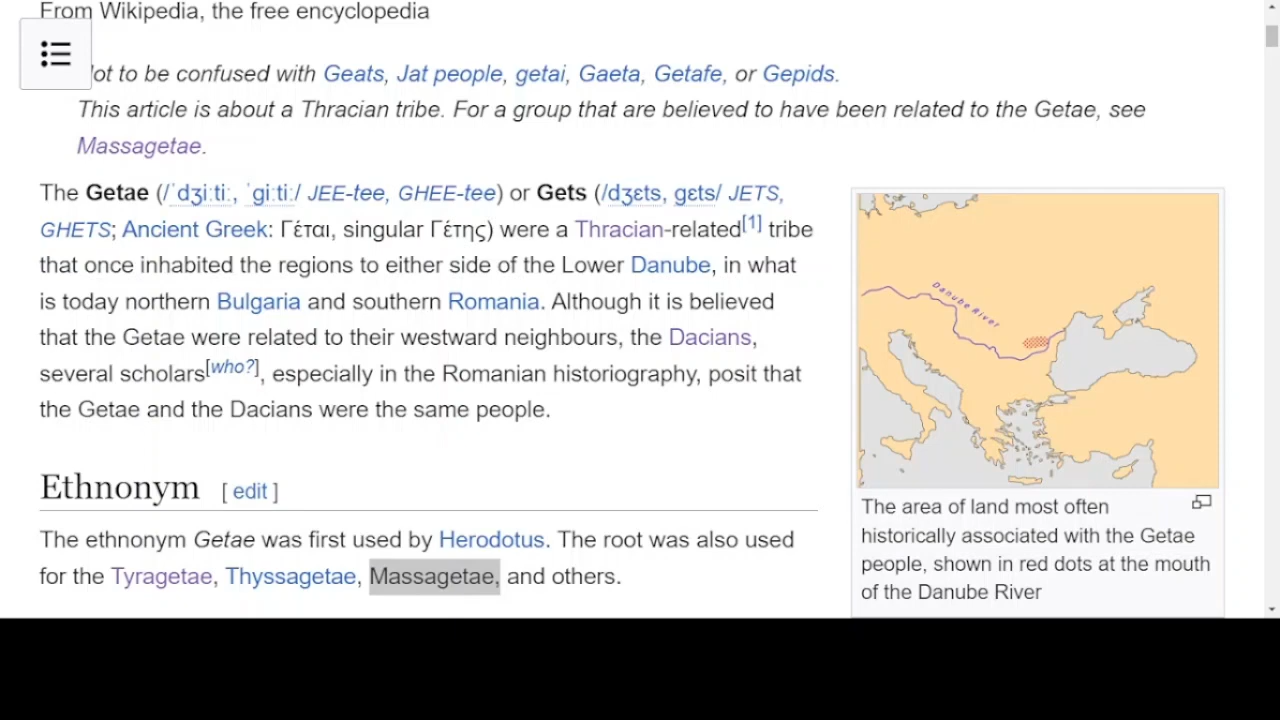 From Wikipedia, the free encyclopedia
ot to be confused with Geats, Jat people, getai, Gaeta, Getafe, or Gepids.
This article is about a Thracian tribe. For a group that are believed to have been related to the Getae, see
Massagetae.
The Getae (/ˈdʒiːtiː, ˈɡiːtiː/ JEE-tee, GHEE-tee) or Gets (/dʒɛts, ɡɛts/ JETS,
GHETS; Ancient Greek: Γέται, singular Γέτης) were a Thracian-related[1] tribe
that once inhabited the regions to either side of the Lower Danube, in what
is today northern Bulgaria and southern Romania. Although it is believed
that the Getae were related to their westward neighbours, the Dacians,
several scholars[who?], especially in the Romanian historiography, posit that
the Getae and the Dacians were the same people.
Danube River
The area of land most often
historically associated with the Getae
people, shown in red dots at the mouth
of the Danube River
Ethnonym [ edit ]
The ethnonym Getae was first used by Herodotus. The root was also used
for the Tyragetae, Thyssagetae, Massagetae, and others.